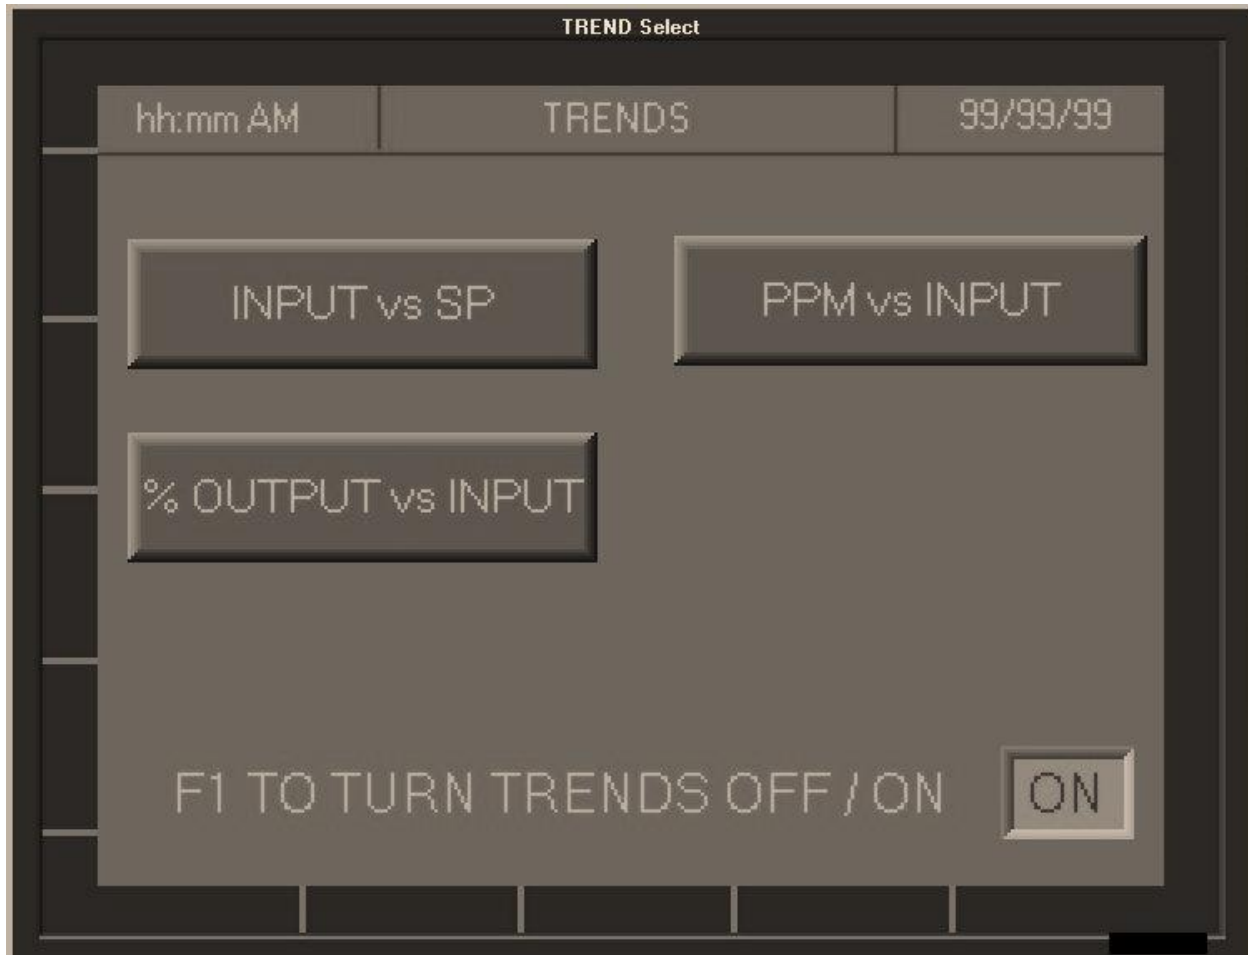 TREND Select
hh:mm AM TRENDS 99/99/99
INPUT vs SP PPM vs INPUT
% OUTPUT vs INPUT
F1 TO TURN TRENDS OFF / ON ON